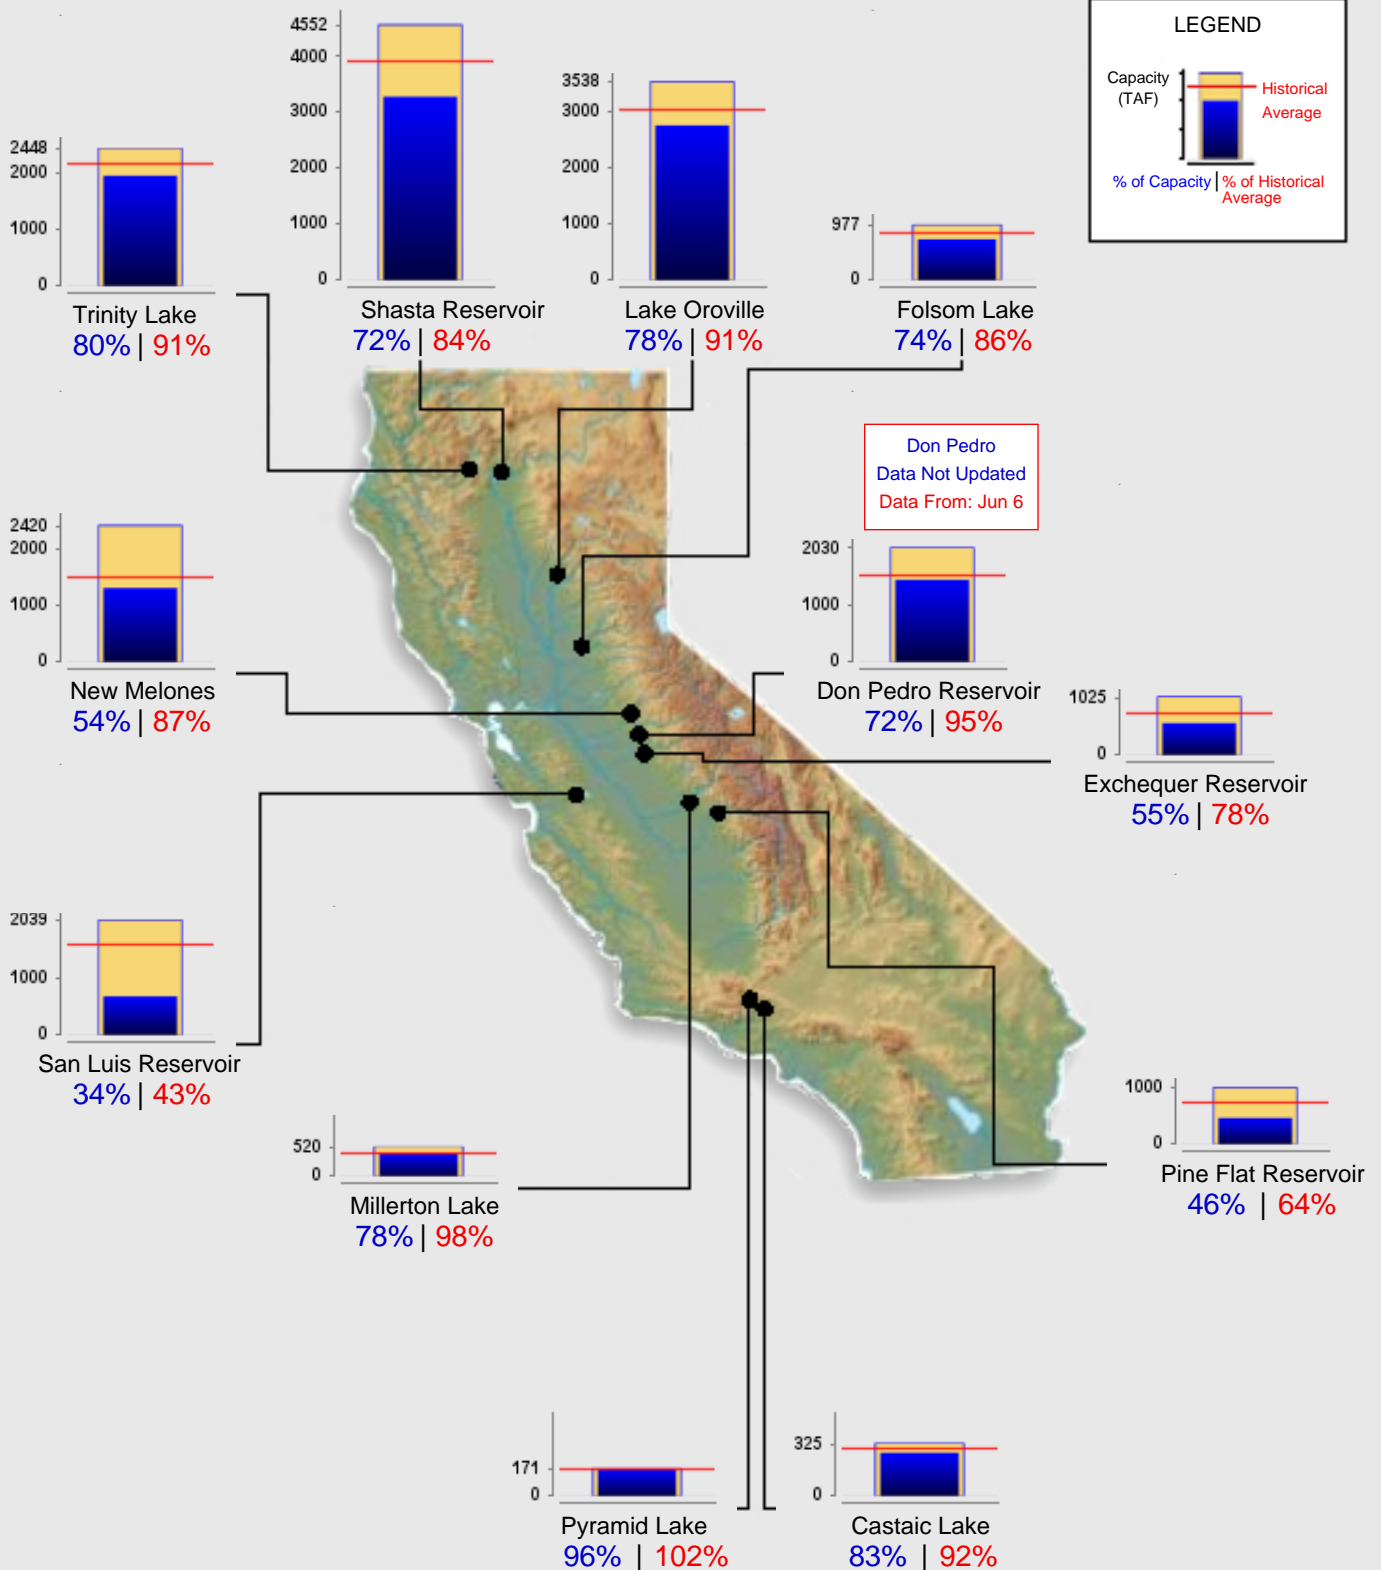 LEGEND
Capacity
(TAF)
Historical
Average
% of Capacity | % of Historical
Average
2448
2000
1000
0
Trinity Lake
80% | 91%
4552
4000
3000
2000
1000
0
Shasta Reservoir
72% | 84%
3538
3000
2000
1000
0
Lake Oroville
78% | 91%
977
0
Folsom Lake
74% | 86%
Don Pedro
Data Not Updated
Data From: Jun 6
2420
2000
1000
0
New Melones
54% | 87%
2030
1000
0
Don Pedro Reservoir
72% | 95%
1025
0
Exchequer Reservoir
55% | 78%
2039
1000
0
San Luis Reservoir
34% | 43%
520
0
Millerton Lake
78% | 98%
1000
0
Pine Flat Reservoir
46% | 64%
171
0
Pyramid Lake
96% | 102%
325
0
Castaic Lake
83% | 92%